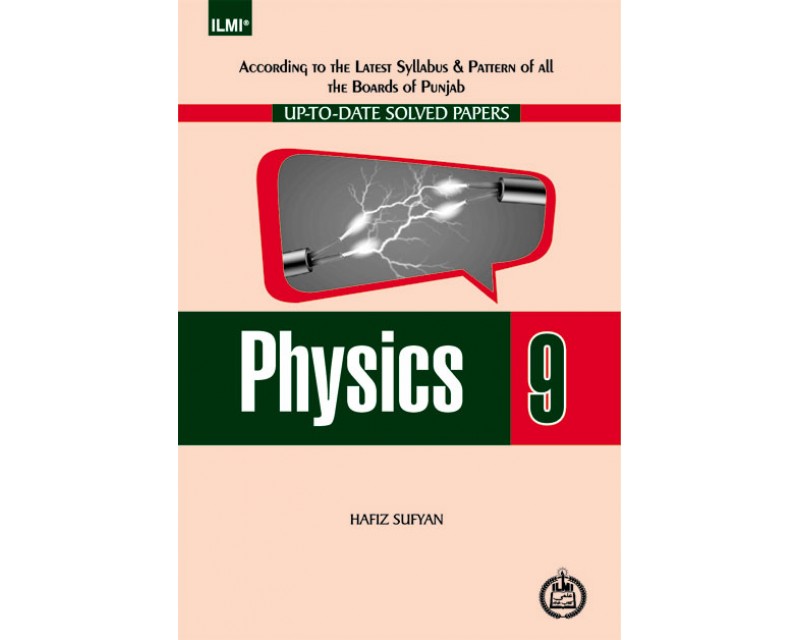 ILMI®
According to the Latest Syllabus & Pattern of all
the Boards of Punjab
UP-TO-DATE SOLVED PAPERS
Physics 9
HAFIZ SUFYAN
ILMI